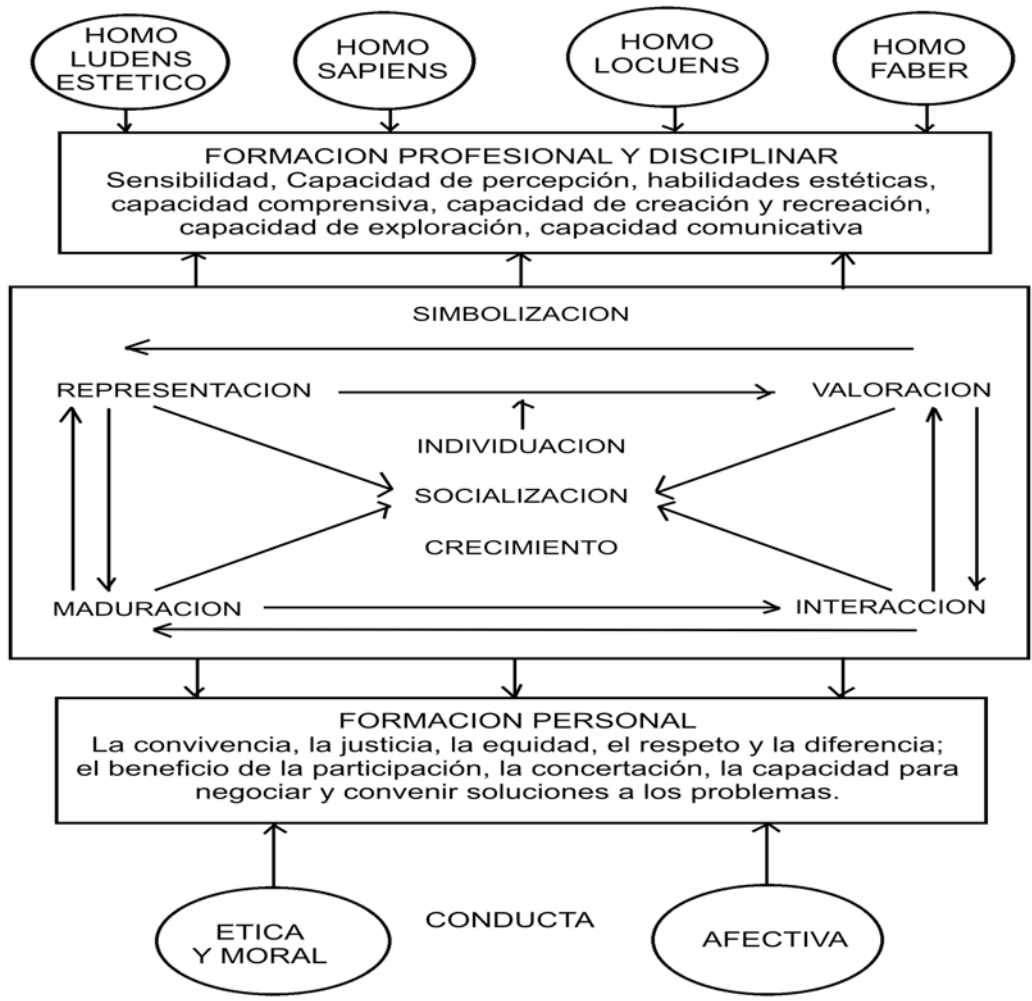 HOMO
LUDENS
ESTETICO
HOMO
SAPIENS
HOMO
LOCUENS
HOMO
FABER
FORMACION PROFESIONAL Y DISCIPLINAR
Sensibilidad, Capacidad de percepción, habilidades estéticas,
capacidad comprensiva, capacidad de creación y recreación,
capacidad de exploración, capacidad comunicativa
SIMBOLIZACION
REPRESENTACION
VALORACION
INDIVIDUACION
SOCIALIZACION
CRECIMIENTO
MADURACION
INTERACCION
FORMACION PERSONAL
La convivencia, la justicia, la equidad, el respeto y la diferencia;
el beneficio de la participación, la concertación, la capacidad para
negociar y convenir soluciones a los problemas.
ETICA
Y MORAL
CONDUCTA
AFECTIVA